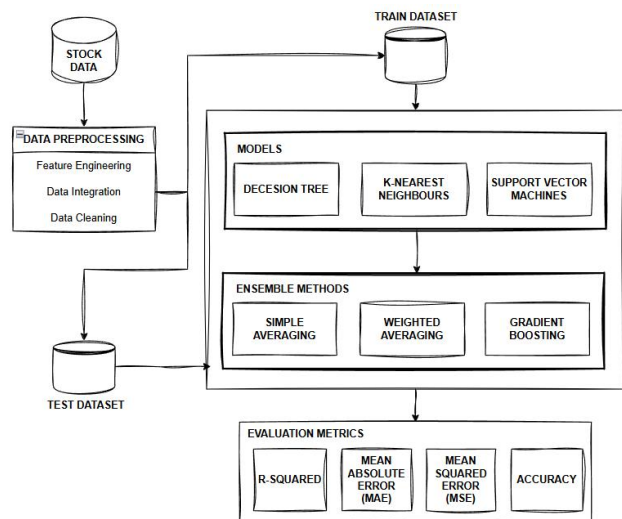 TRAIN DATASET
STOCK
DATA
DATA PREPROCESSING
Feature Engineering
Data Integration
Data Cleaning
MODELS
DECESION TREE
K-NEAREST
NEIGHBOURS
SUPPORT VECTOR
MACHINES
ENSEMBLE METHODS
SIMPLE
AVERAGING
WEIGHTED
AVERAGING
GRADIENT
BOOSTING
TEST DATASET
EVALUATION METRICS
R-SQUARED
MEAN
ABSOLUTE
ERROR
(MAE)
MEAN
SQUARED
ERROR
(MSE)
ACCURACY